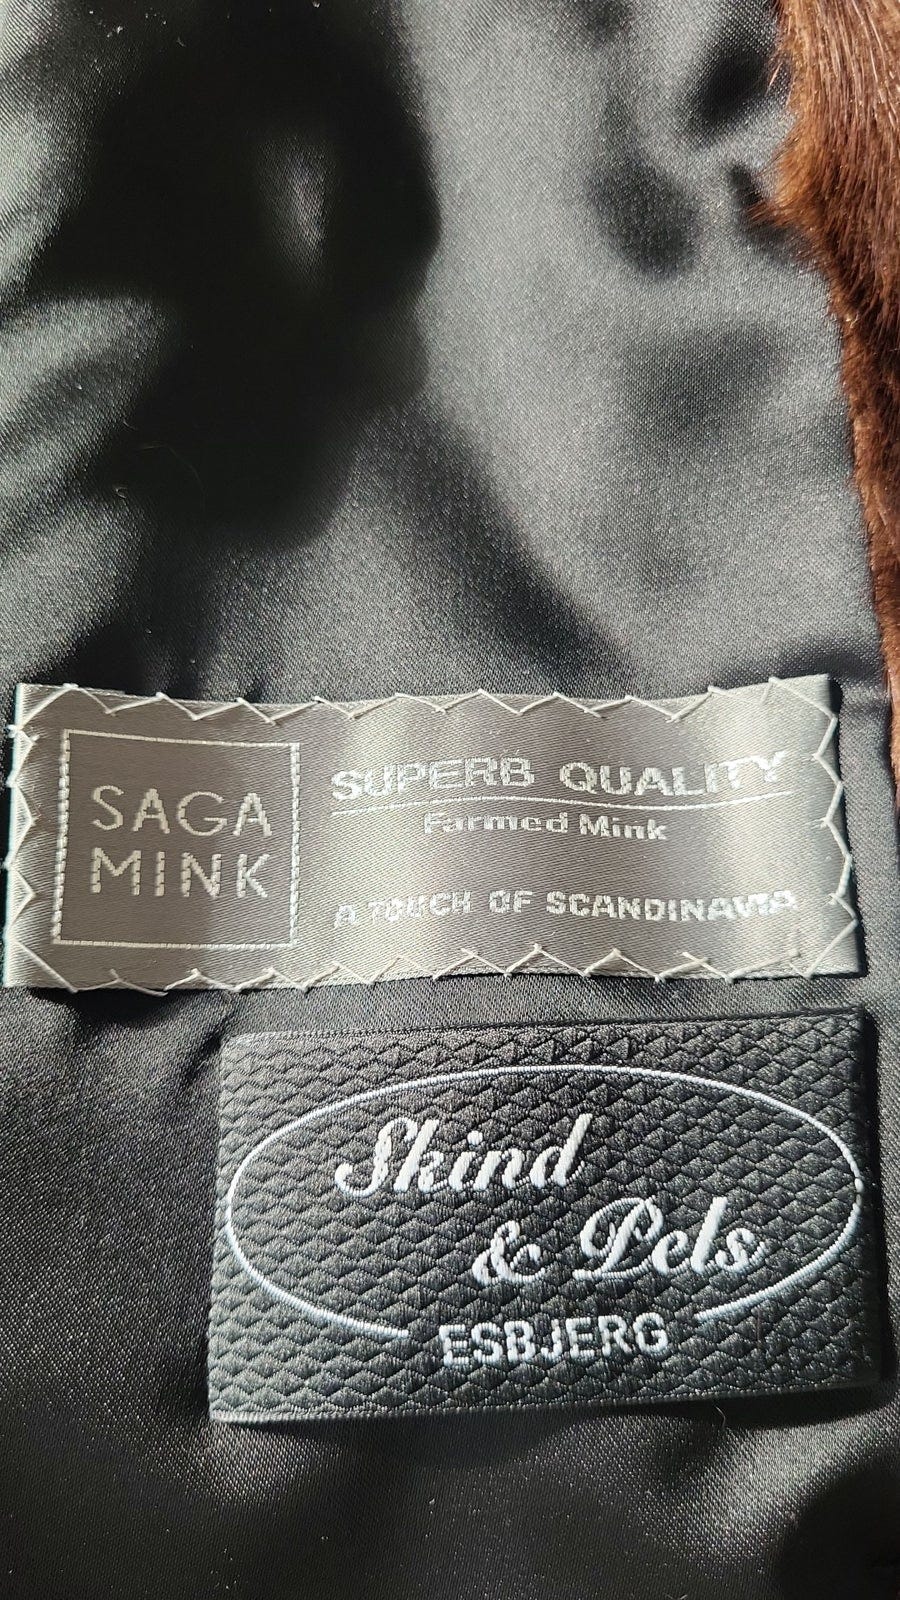 SAGA
MINK
SUPERB QUALITY
Farmed Mink
A TOUCH OF SCANDINAVIA
Skind
& Pels
ESBJERG